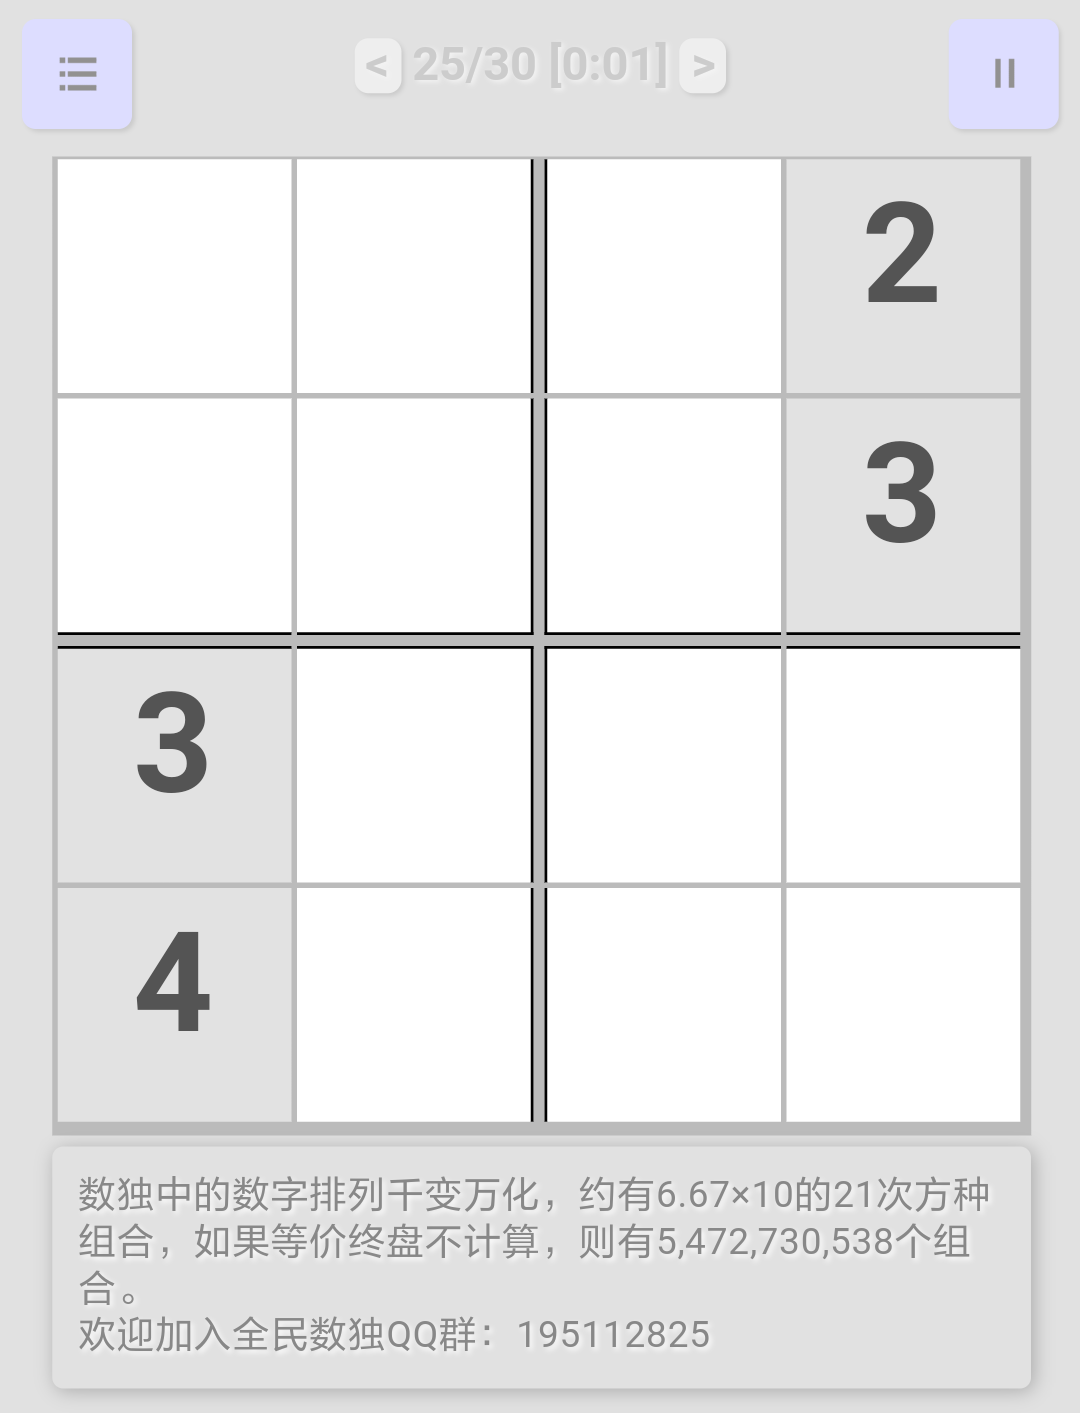 < 25/30 [0:01] >
2
3
3
4
数独中的数字排列千变万化，约有6.67×10的21次方种
组合，如果等价终盘不计算，则有5,472,730,538个组
合。
欢迎加入全民数独QQ群：195112825